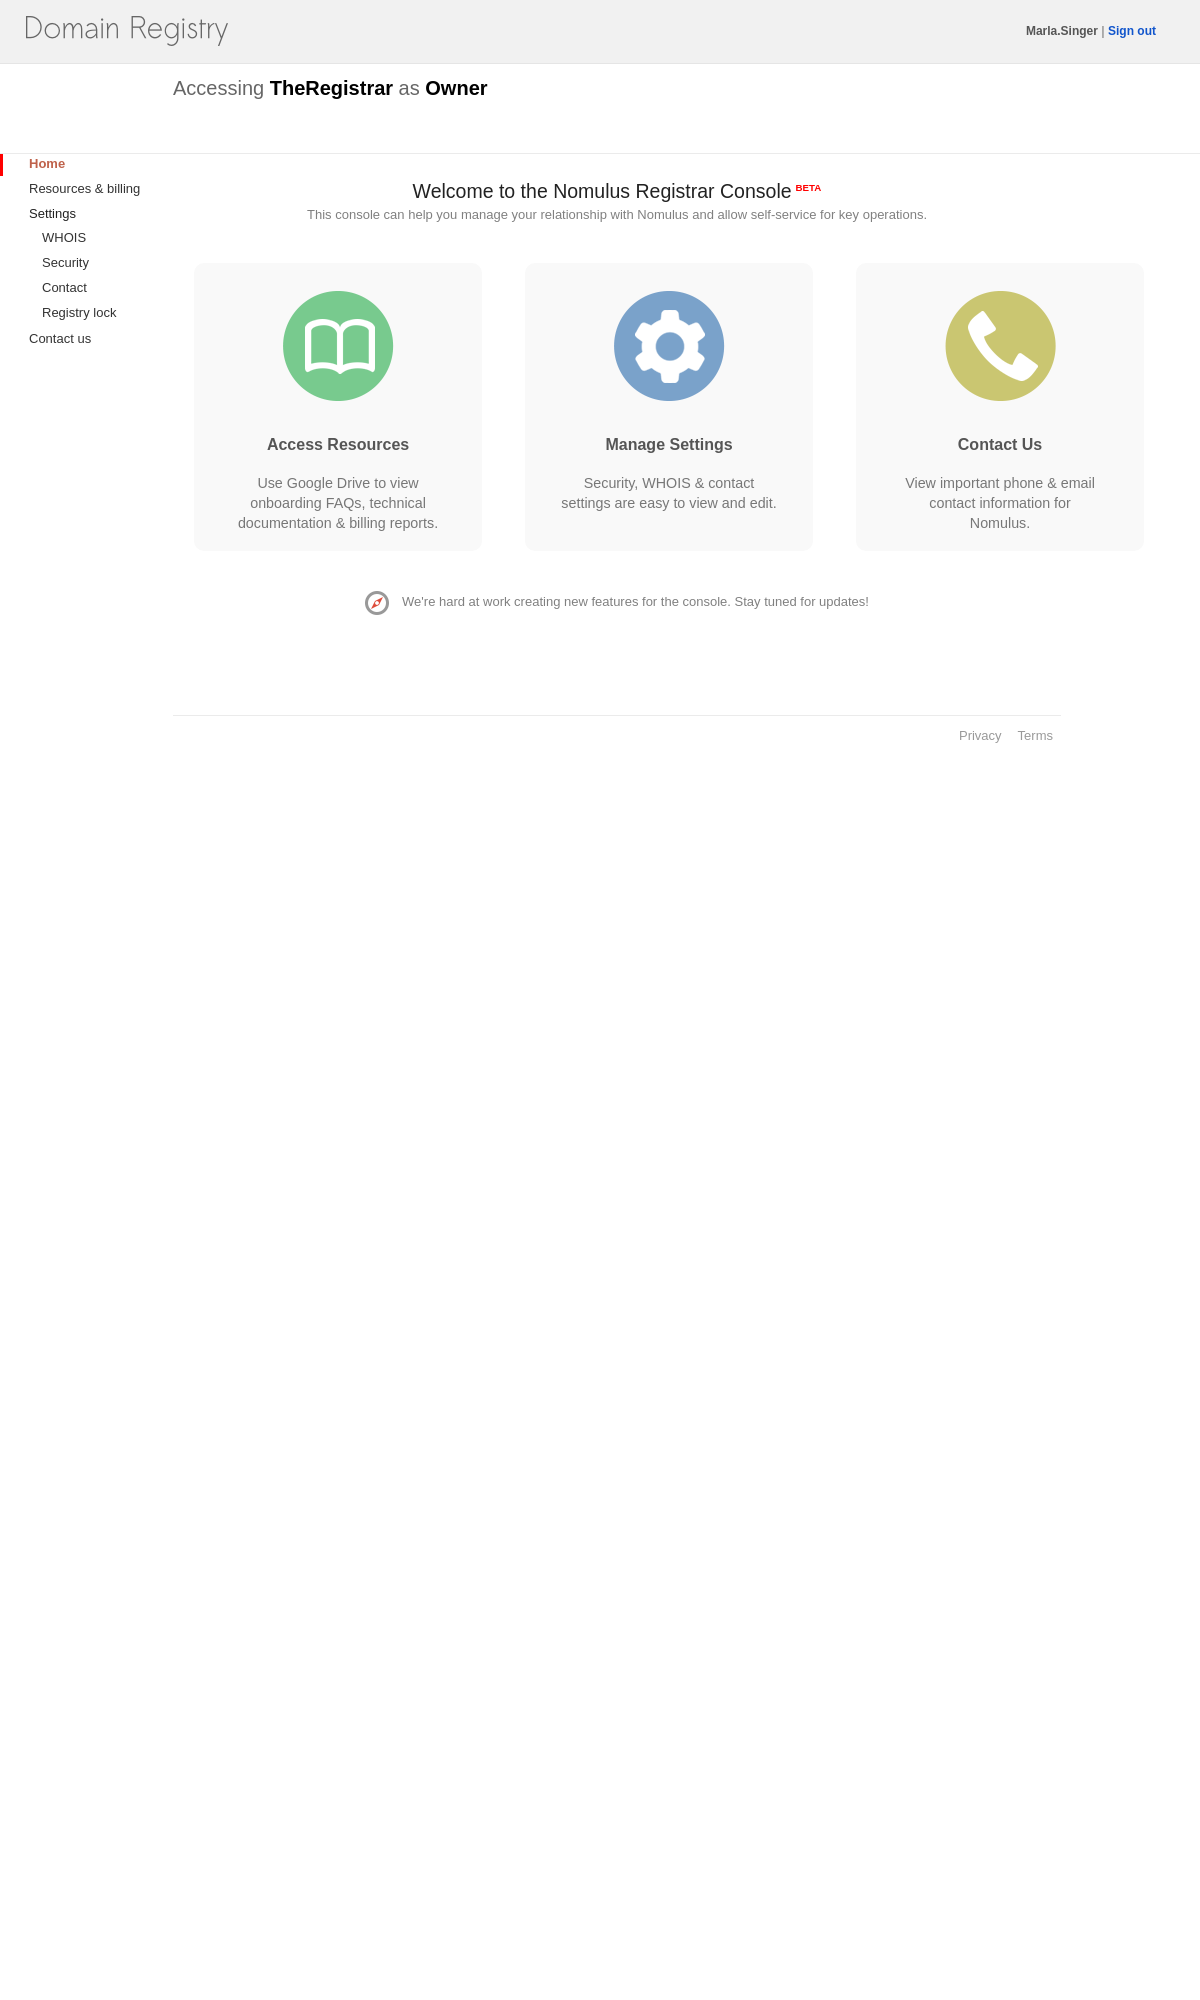 Domain Registry
Marla.Singer | Sign out
Accessing TheRegistrar as Owner
Home
Resources & billing
Settings
WHOIS
Security
Contact
Registry lock
Contact us
Welcome to the Nomulus Registrar Console BETA
This console can help you manage your relationship with Nomulus and allow self-service for key operations.
Access Resources
Use Google Drive to view
onboarding FAQs, technical
documentation & billing reports.
Manage Settings
Security, WHOIS & contact
settings are easy to view and edit.
Contact Us
View important phone & email
contact information for
Nomulus.
We're hard at work creating new features for the console. Stay tuned for updates!
Privacy Terms